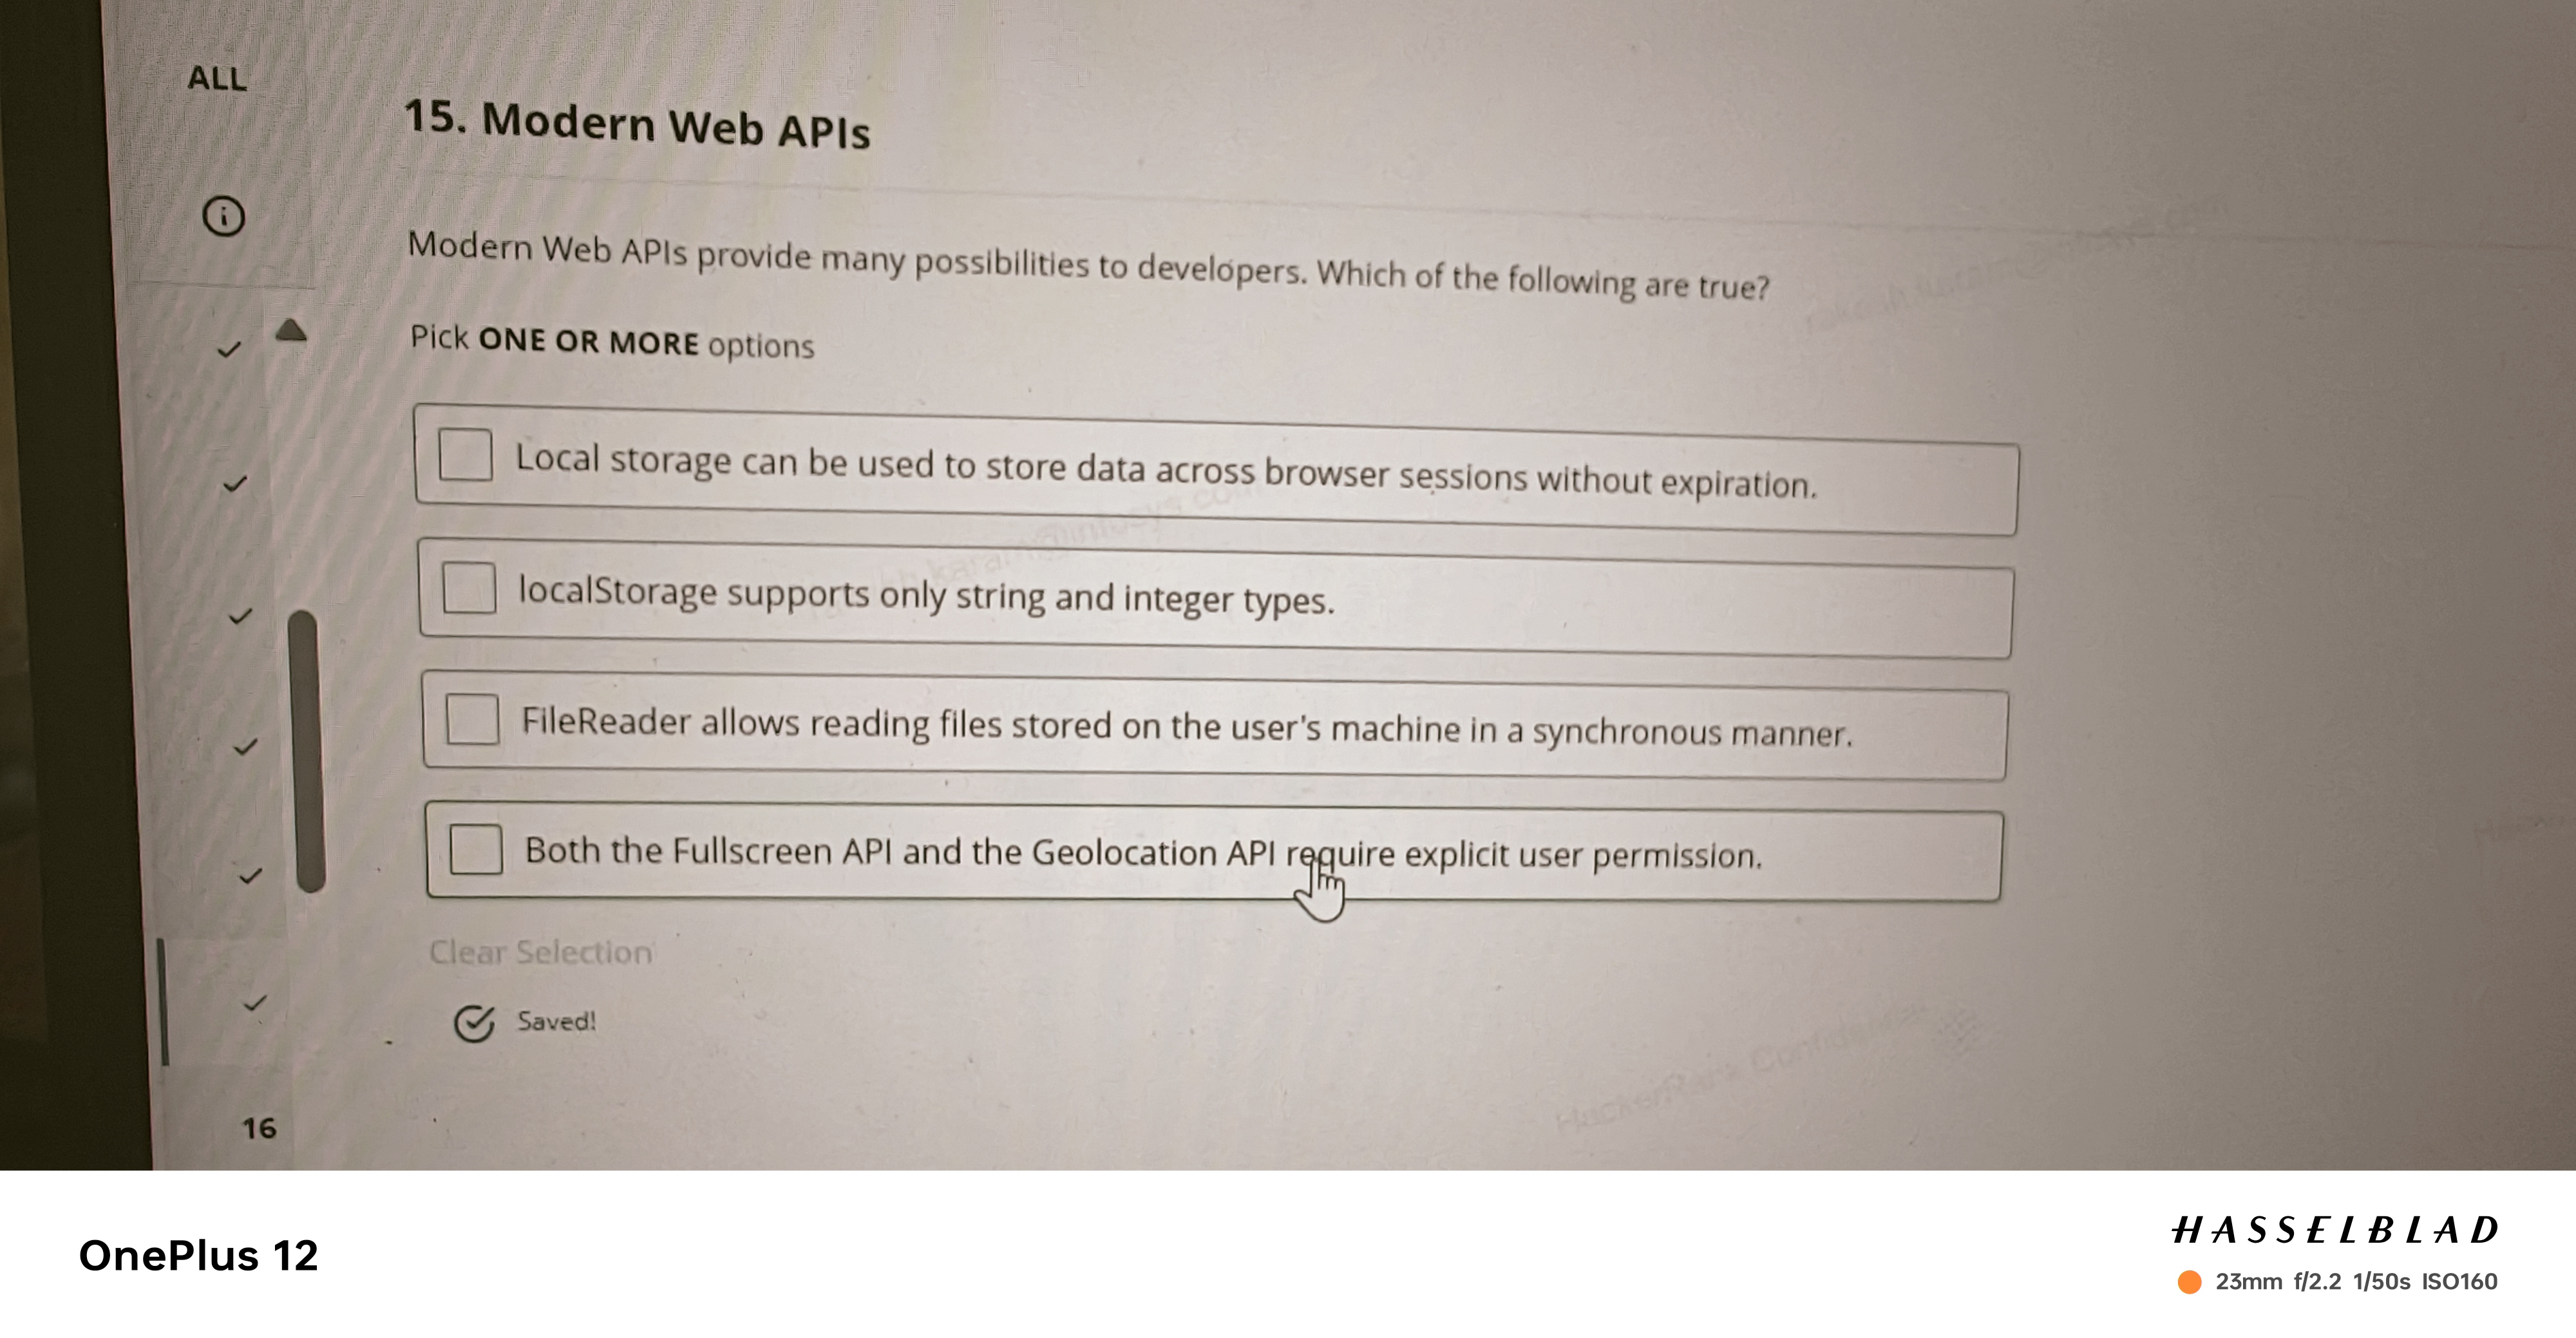 ALL
15. Modern Web APIs
Modern Web APIs provide many possibilities to developers. Which of the following are true?
Pick ONE OR MORE options
Local storage can be used to store data across browser sessions without expiration.
localStorage supports only string and integer types.
FileReader allows reading files stored on the user's machine in a synchronous manner.
Both the Fullscreen API and the Geolocation API require explicit user permission.
Clear Selection
Saved!
HackerRank Confidential
16
OnePlus 12
HASSELBLAD
23mm f/2.2 1/50s ISO160